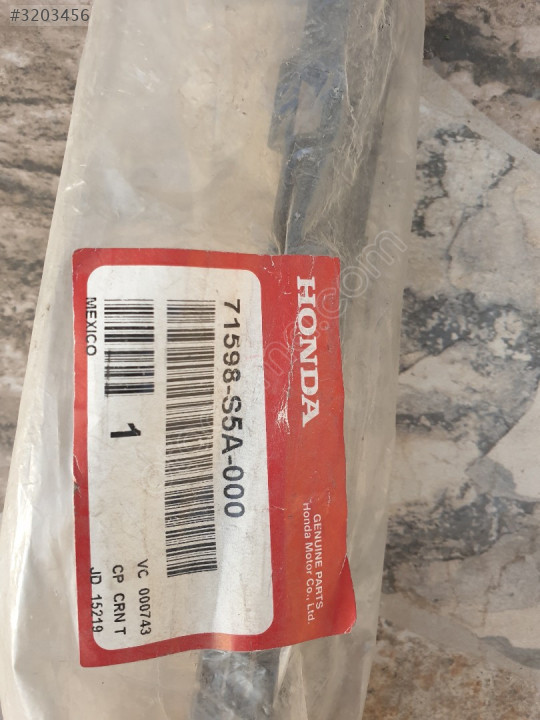 #3203456
HONDA
GENUINE PARTS
Honda Motor Co., Ltd.
71598-S5A-000
1
VC 000743
CP CRN T
JD 15219
MEXICO